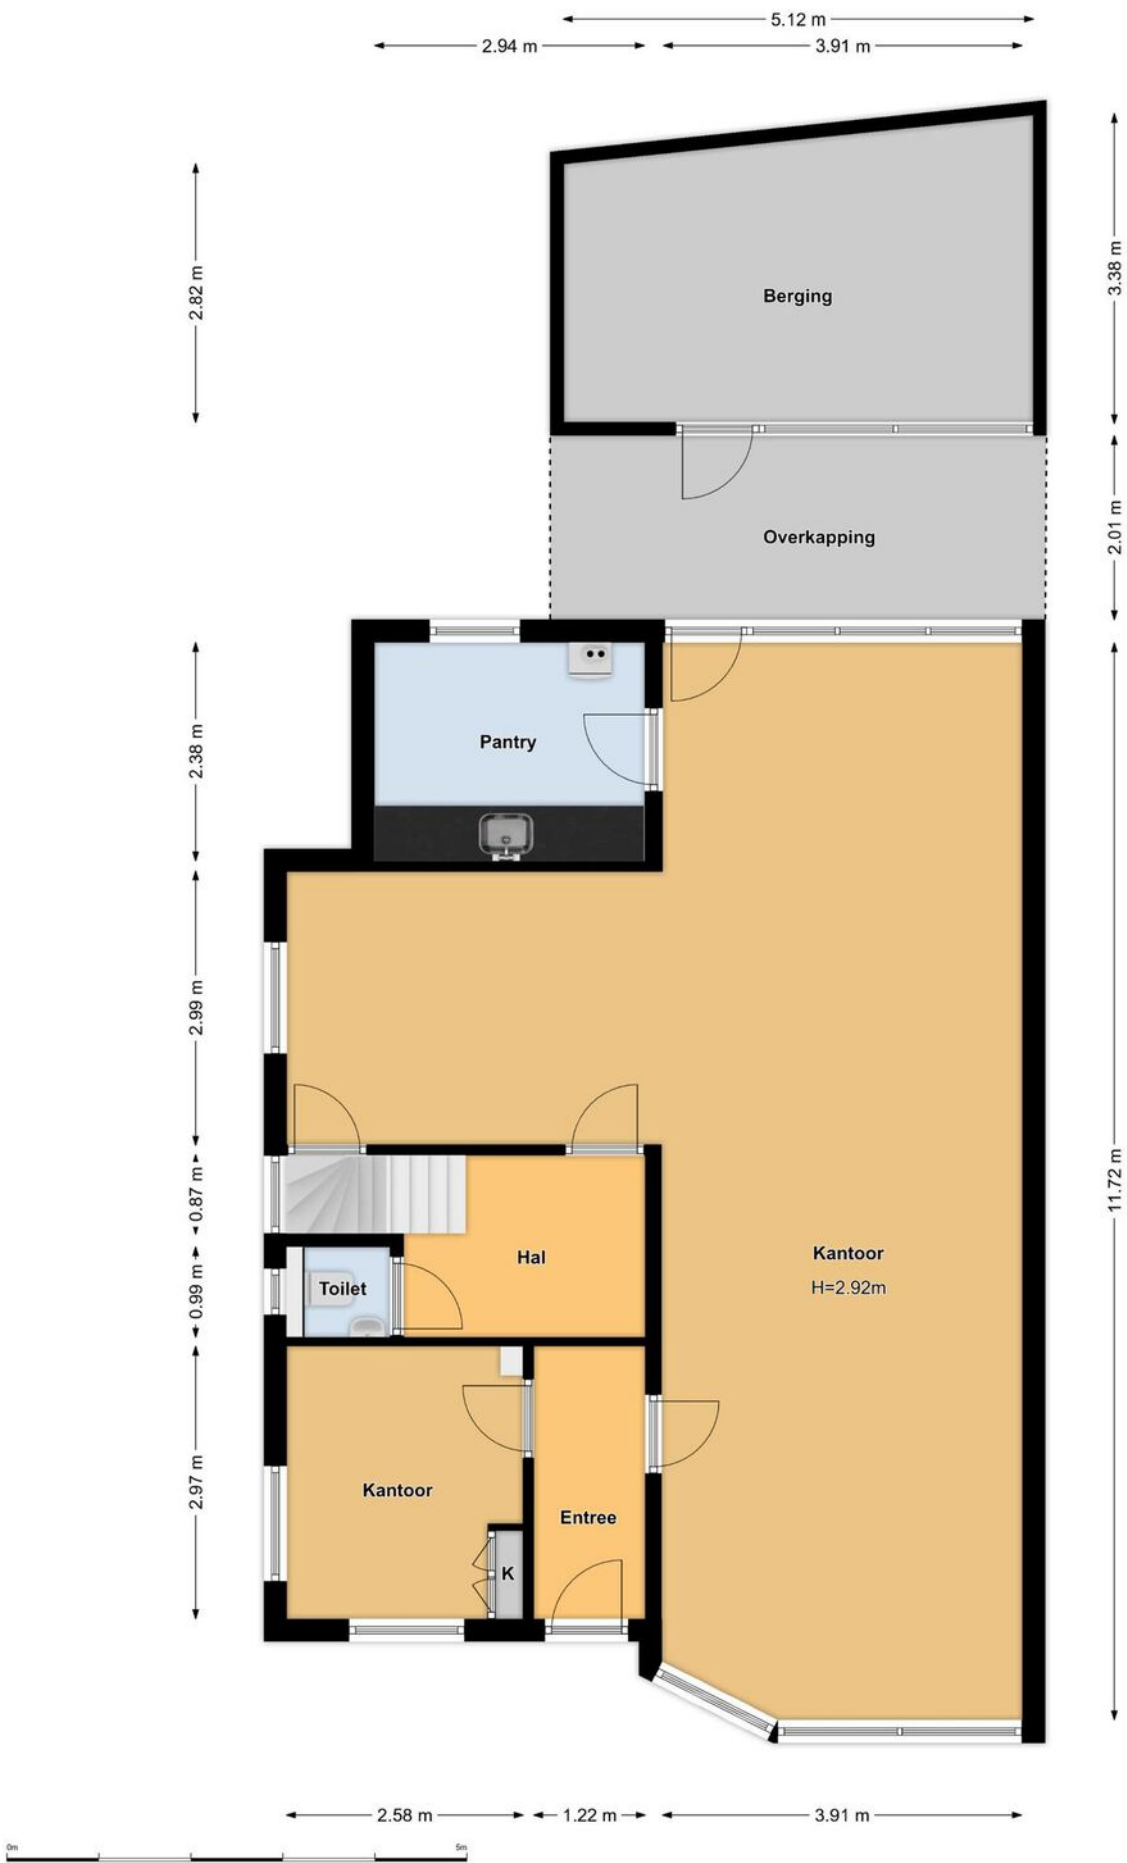 5.12 m
2.94 m
3.91 m
2.82 m
3.38 m
Berging
2.01 m
Overkapping
2.38 m
Pantry
2.99 m
11.72 m
0.87 m
Hal
Kantoor
H=2.92m
0.99 m
Toilet
2.97 m
Kantoor
Entree
K
2.58 m
1.22 m
3.91 m
0m
5m